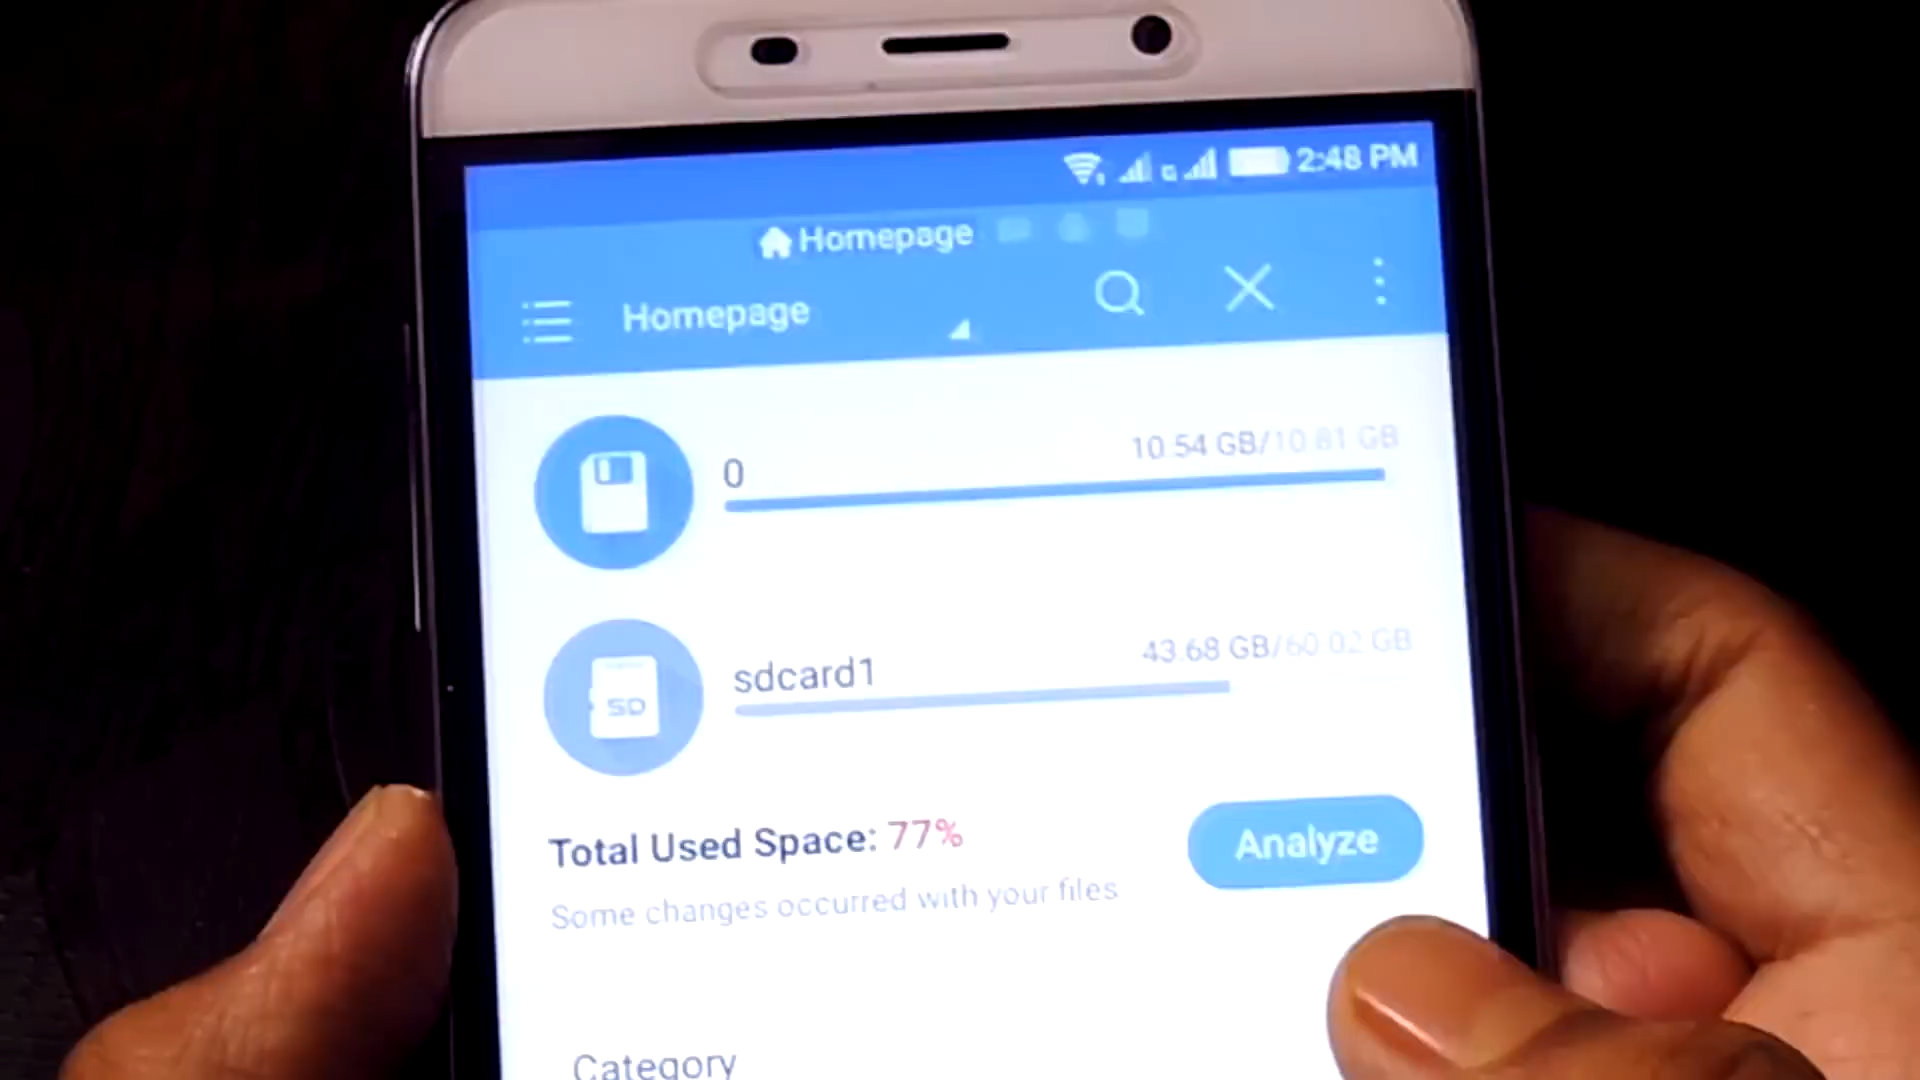 2:48 PM
Homepage
Homepage
0
10.54 GB/10.81 GB
sdcard1
43.68 GB/60.02 GB
SD
Total Used Space: 77%
Analyze
Some changes occurred with your files
Category